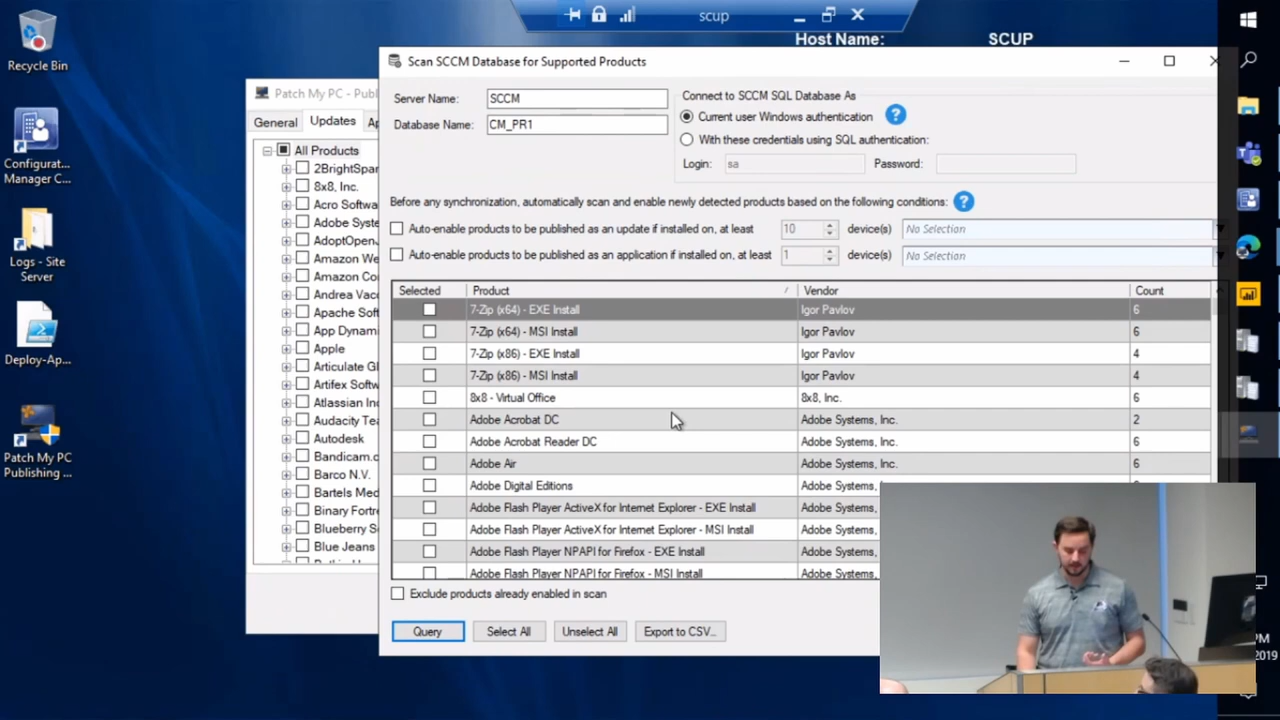 Recycle Bin
Configurat...
Manager C...
Logs - Site
Server
Deploy-Ap...
Patch My PC
Publishing ...
scup
Host Name: SCUP
Patch My PC - Publ
General Updates Ap
All Products
2BrightSpar
8x8, Inc.
Acro Softwa
Adobe Syste
AdoptOpenJ
Amazon We
Amazon Co
Andrea Vac
Apache Sof
App Dynam
Apple
Articulate Gl
Artifex Softw
Atlassian Inc
Audacity Tea
Autodesk
Bandicam.c
Barco N.V.
Bartels Med
Binary Fortre
Blueberry S
Blue Jeans
Scan SCCM Database for Supported Products
Server Name: SCCM
Database Name: CM_PR1
Connect to SCCM SQL Database As
Current user Windows authentication ?
With these credentials using SQL authentication:
Login: sa Password:
Before any synchronization, automatically scan and enable newly detected products based on the following conditions: ?
Auto-enable products to be published as an update if installed on, at least 10 device(s) No Selection
Auto-enable products to be published as an application if installed on, at least 1 device(s) No Selection
Selected Product Vendor Count
7-Zip (x64) - EXE Install Igor Pavlov 6
7-Zip (x64) - MSI Install Igor Pavlov 6
7-Zip (x86) - EXE Install Igor Pavlov 4
7-Zip (x86) - MSI Install Igor Pavlov 4
8x8 - Virtual Office 8x8, Inc. 6
Adobe Acrobat DC Adobe Systems, Inc. 2
Adobe Acrobat Reader DC Adobe Systems, Inc. 6
Adobe Air Adobe Systems, Inc. 6
Adobe Digital Editions Adobe Systems, Inc.
Adobe Flash Player ActiveX for Internet Explorer - EXE Install Adobe Systems,
Adobe Flash Player ActiveX for Internet Explorer - MSI Install Adobe Systems,
Adobe Flash Player NPAPI for Firefox - EXE Install Adobe Systems,
Adobe Flash Player NPAPI for Firefox - MSI Install Adobe Systems,
Exclude products already enabled in scan
Query Select All Unselect All Export to CSV...
PM
2019